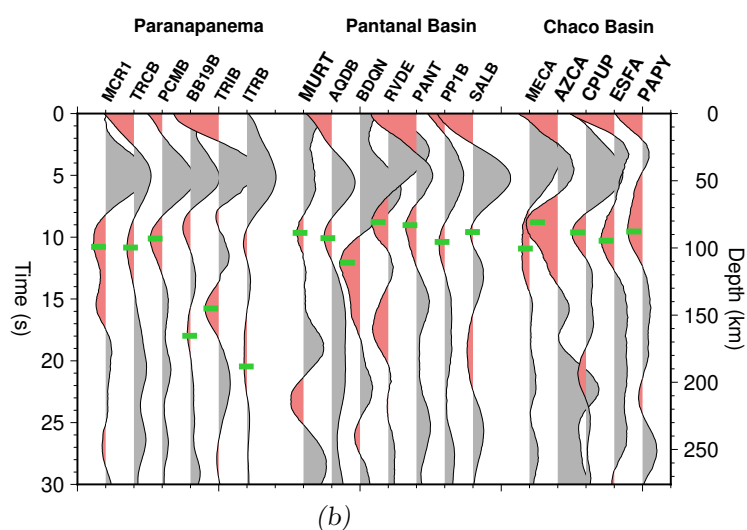 Paranapanema Pantanal Basin Chaco Basin
MCR1 TRCB PCMB BB19B TRIB ITRB MURT AQDB BDQN RVDE PANT PP1B SALB MECA AZCA CPUP ESFA PAPY
0 0
5 50
10 100
15 150
20 200
25 250
30
Time (s)
Depth (km)
(b)